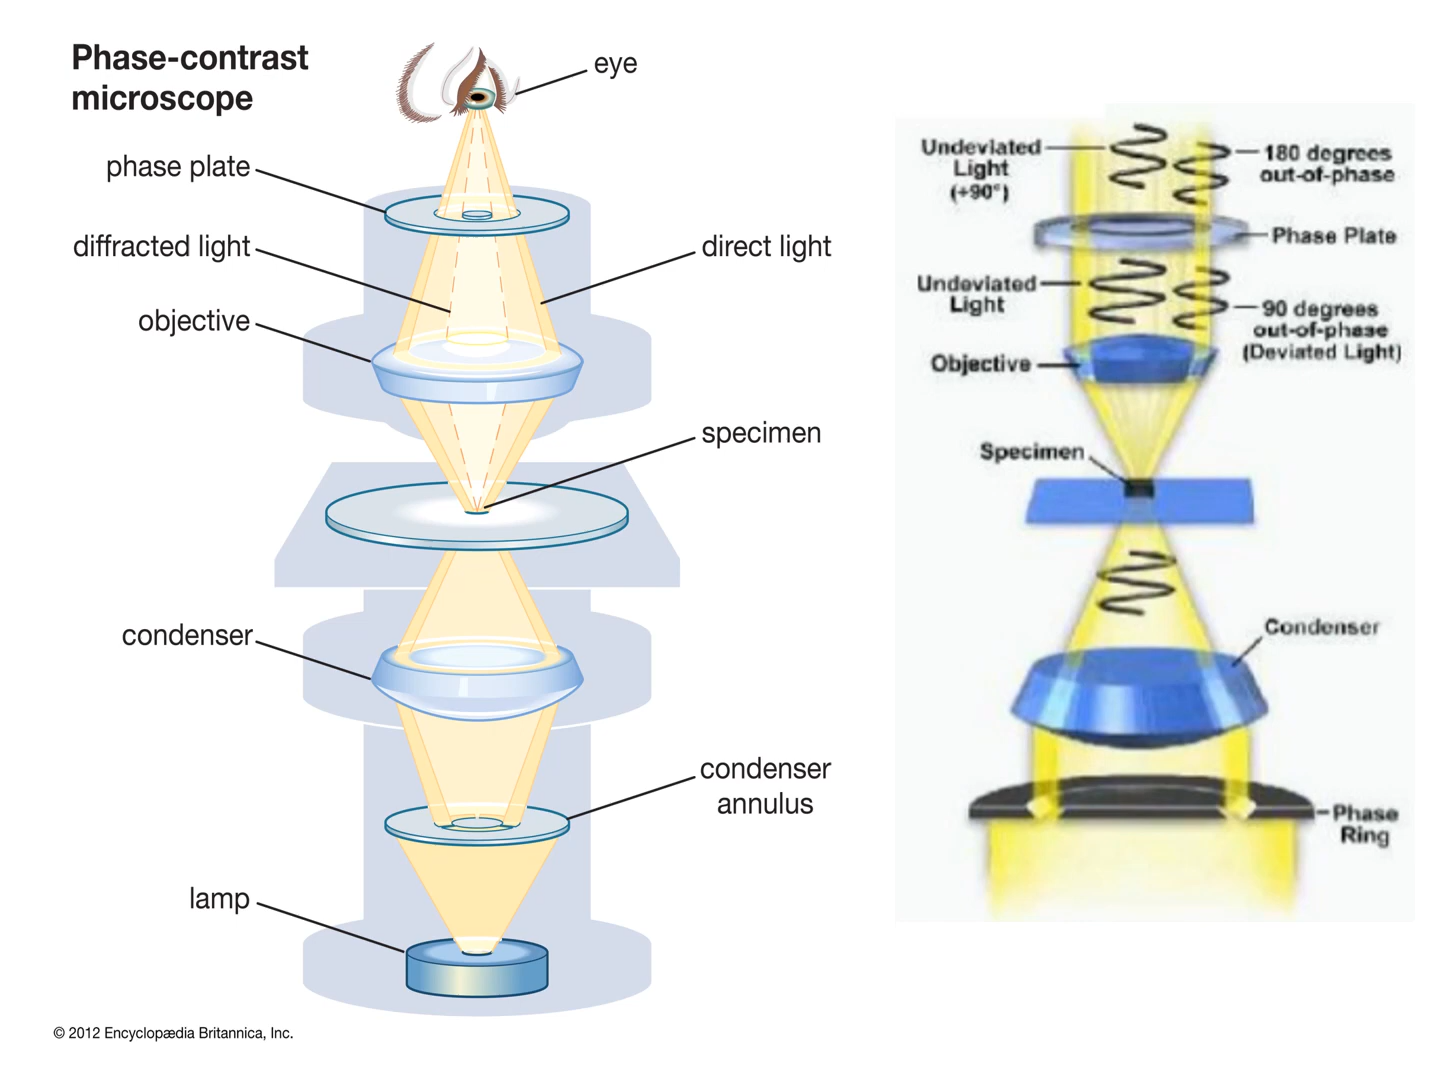 Phase-contrast
microscope
eye
phase plate
diffracted light
direct light
objective
specimen
condenser
condenser
annulus
lamp
© 2012 Encyclopædia Britannica, Inc.
Undeviated
Light
(+90°)
180 degrees
out-of-phase
Phase Plate
Undeviated
Light
90 degrees
out-of-phase
(Deviated Light)
Objective
Specimen
Condenser
Phase
Ring